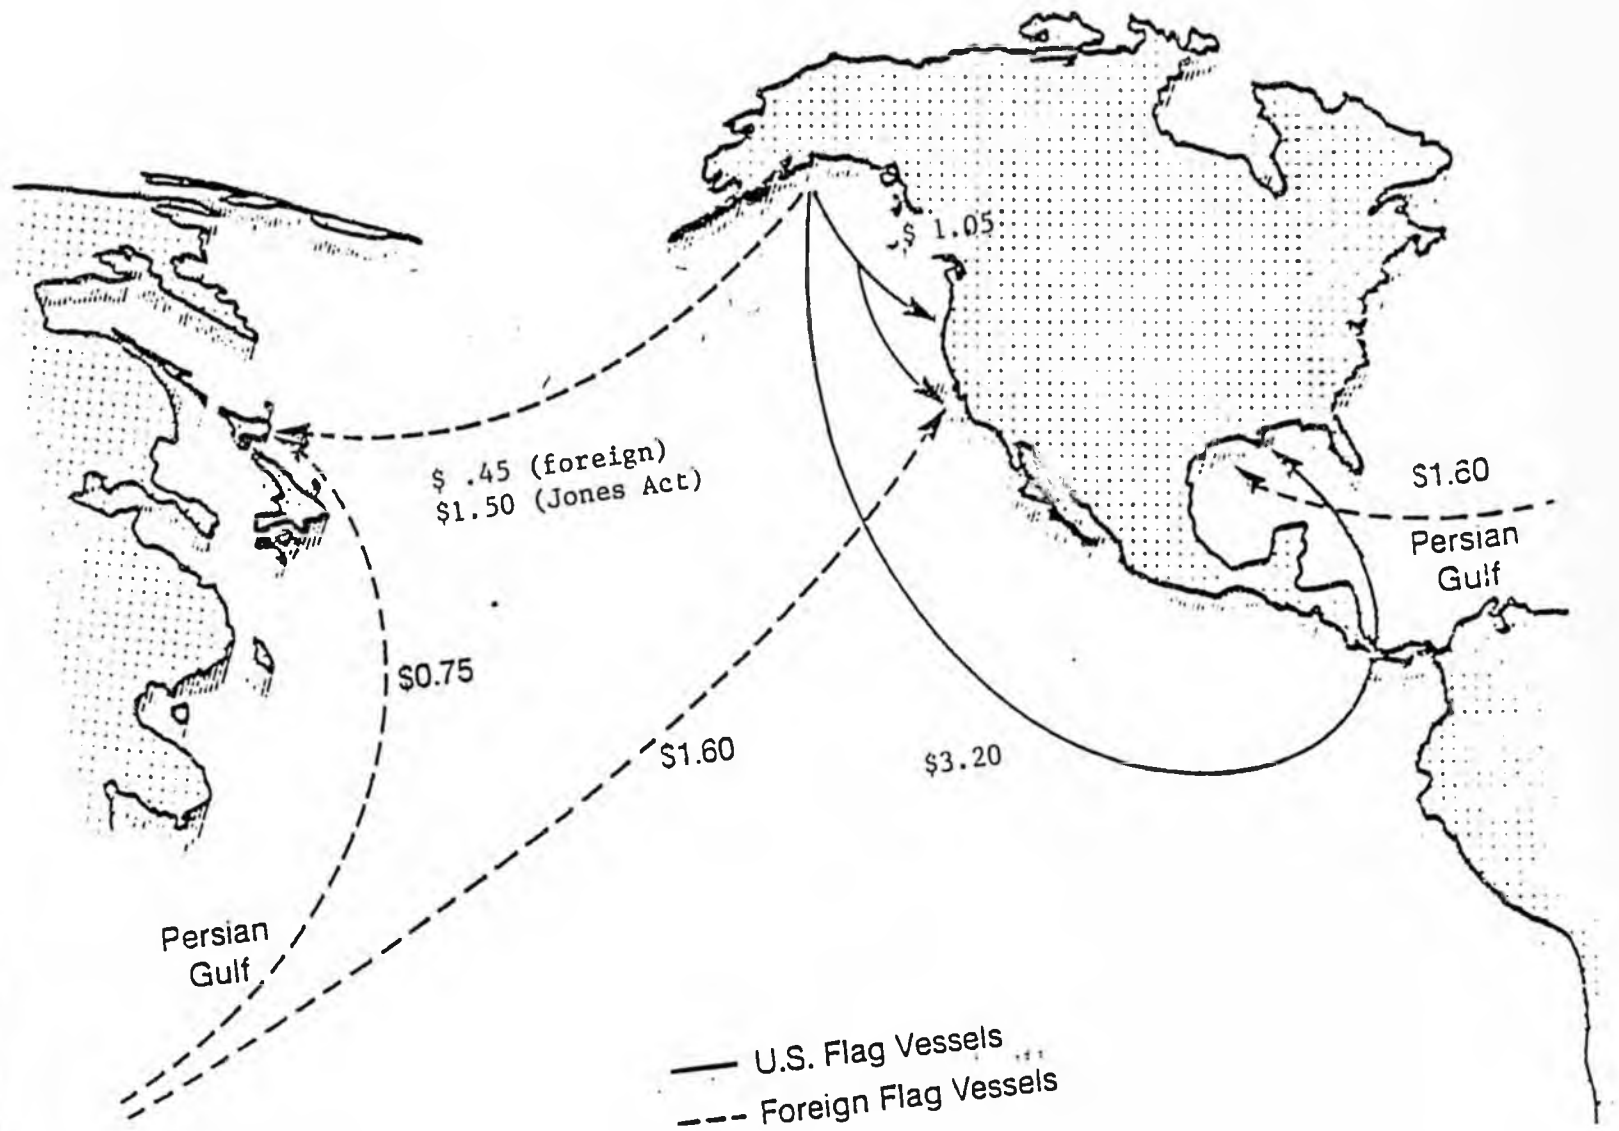 $ 1.05
$ .45 (foreign)
$1.50 (Jones Act)
$1.60
Persian
Gulf
$0.75
$1.60
$3.20
Persian
Gulf
U.S. Flag Vessels
Foreign Flag Vessels